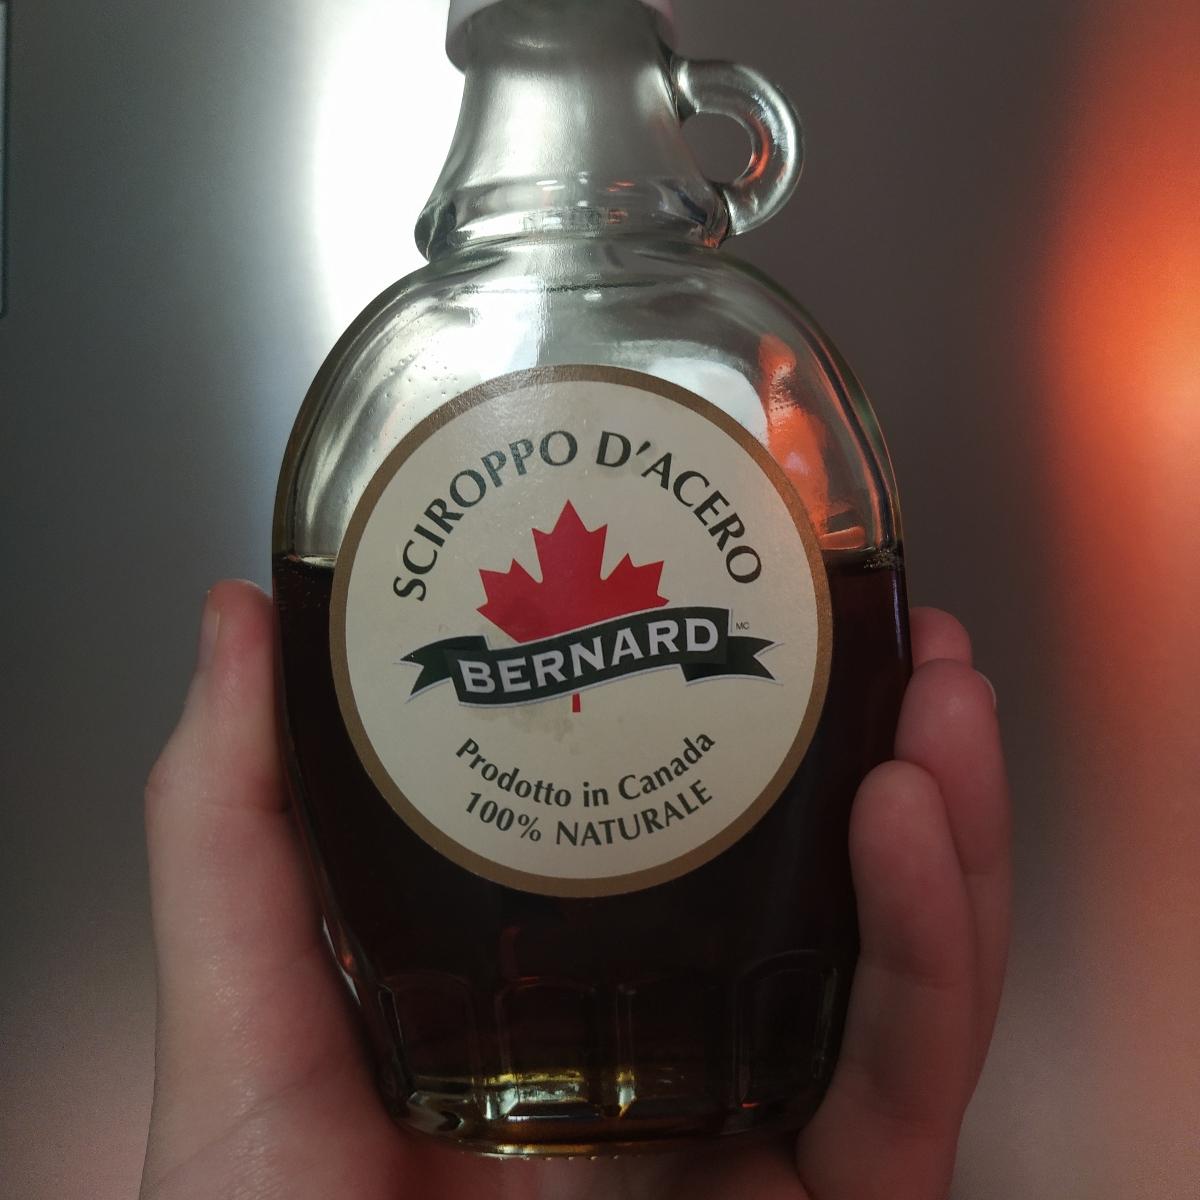 SCIROPPO D'ACERO
BERNARD MC
Prodotto in Canada
100% NATURALE